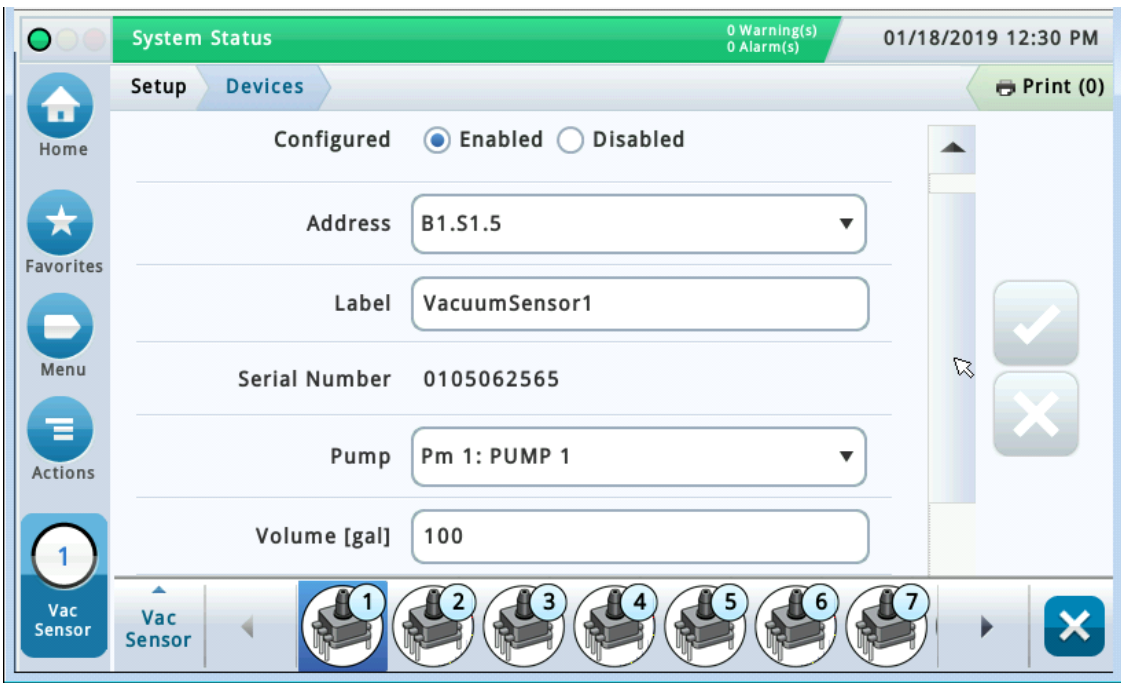 System Status
0 Warning(s)
0 Alarm(s)
01/18/2019 12:30 PM
Setup Devices
Print (0)
Home
Favorites
Menu
Actions
1
Vac
Sensor
Configured Enabled Disabled
Address B1.S1.5
Label VacuumSensor1
Serial Number 0105062565
Pump Pm 1: PUMP 1
Volume [gal] 100
Vac
Sensor
1 2 3 4 5 6 7